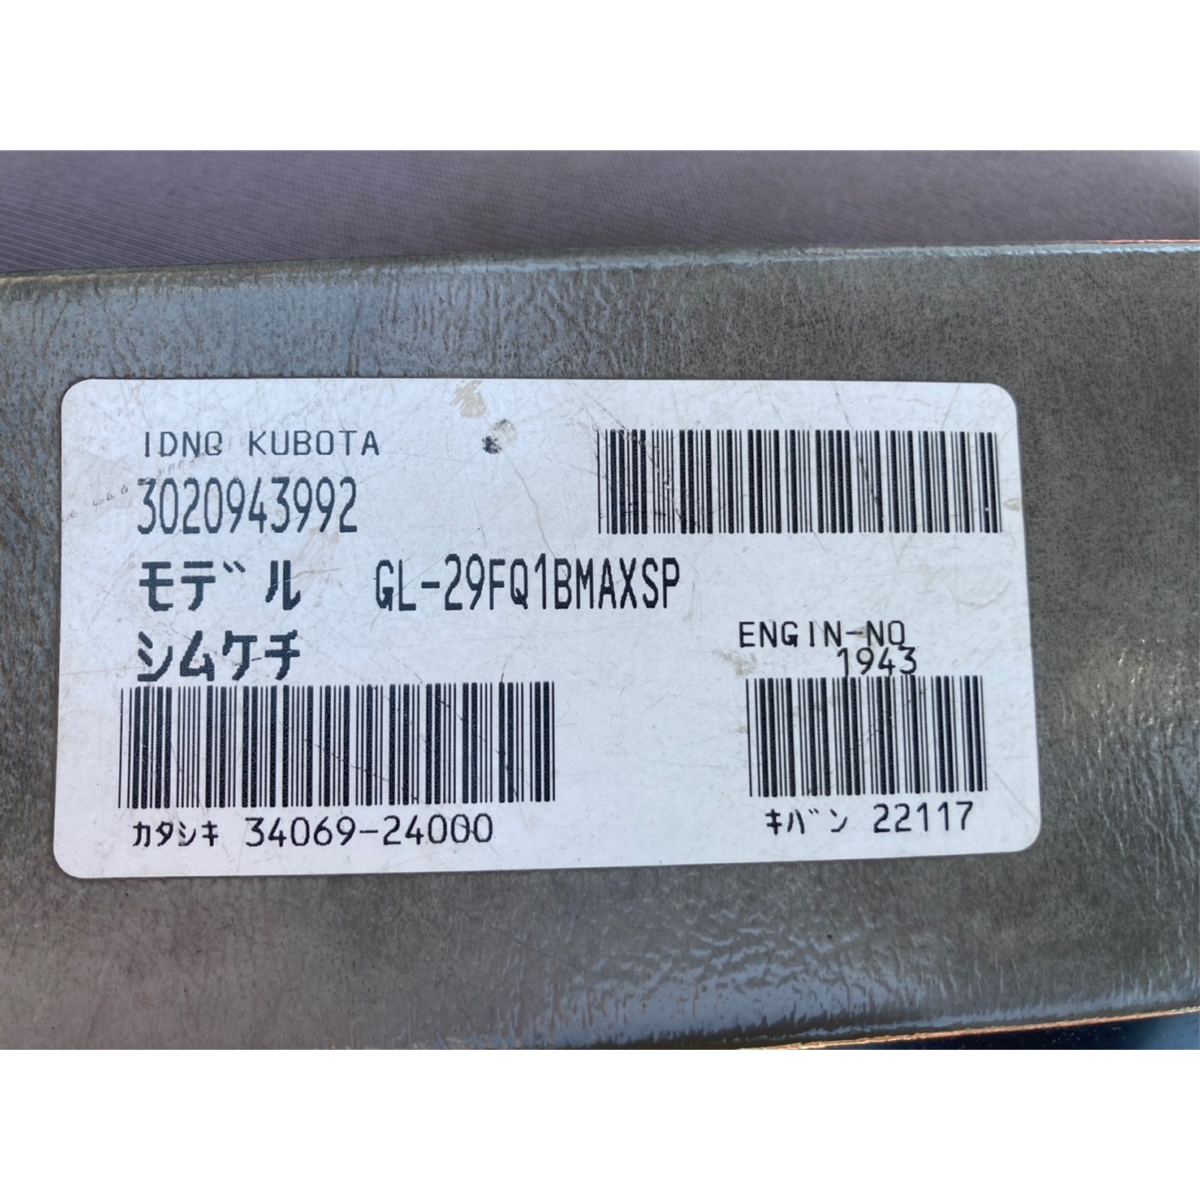 IDNQ KUBOTA
3020943992
モデル GL-29FQ1BMAXSP
シムケチ
ENGIN-NO
1943
カタシキ 34069-24000
キバン 22117